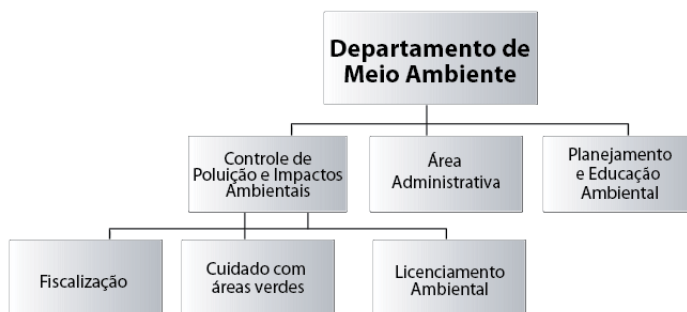 Departamento de
Meio Ambiente
Controle de
Poluição e Impactos
Ambientais
Área
Administrativa
Planejamento
e Educação
Ambiental
Fiscalização
Cuidado com
áreas verdes
Licenciamento
Ambiental